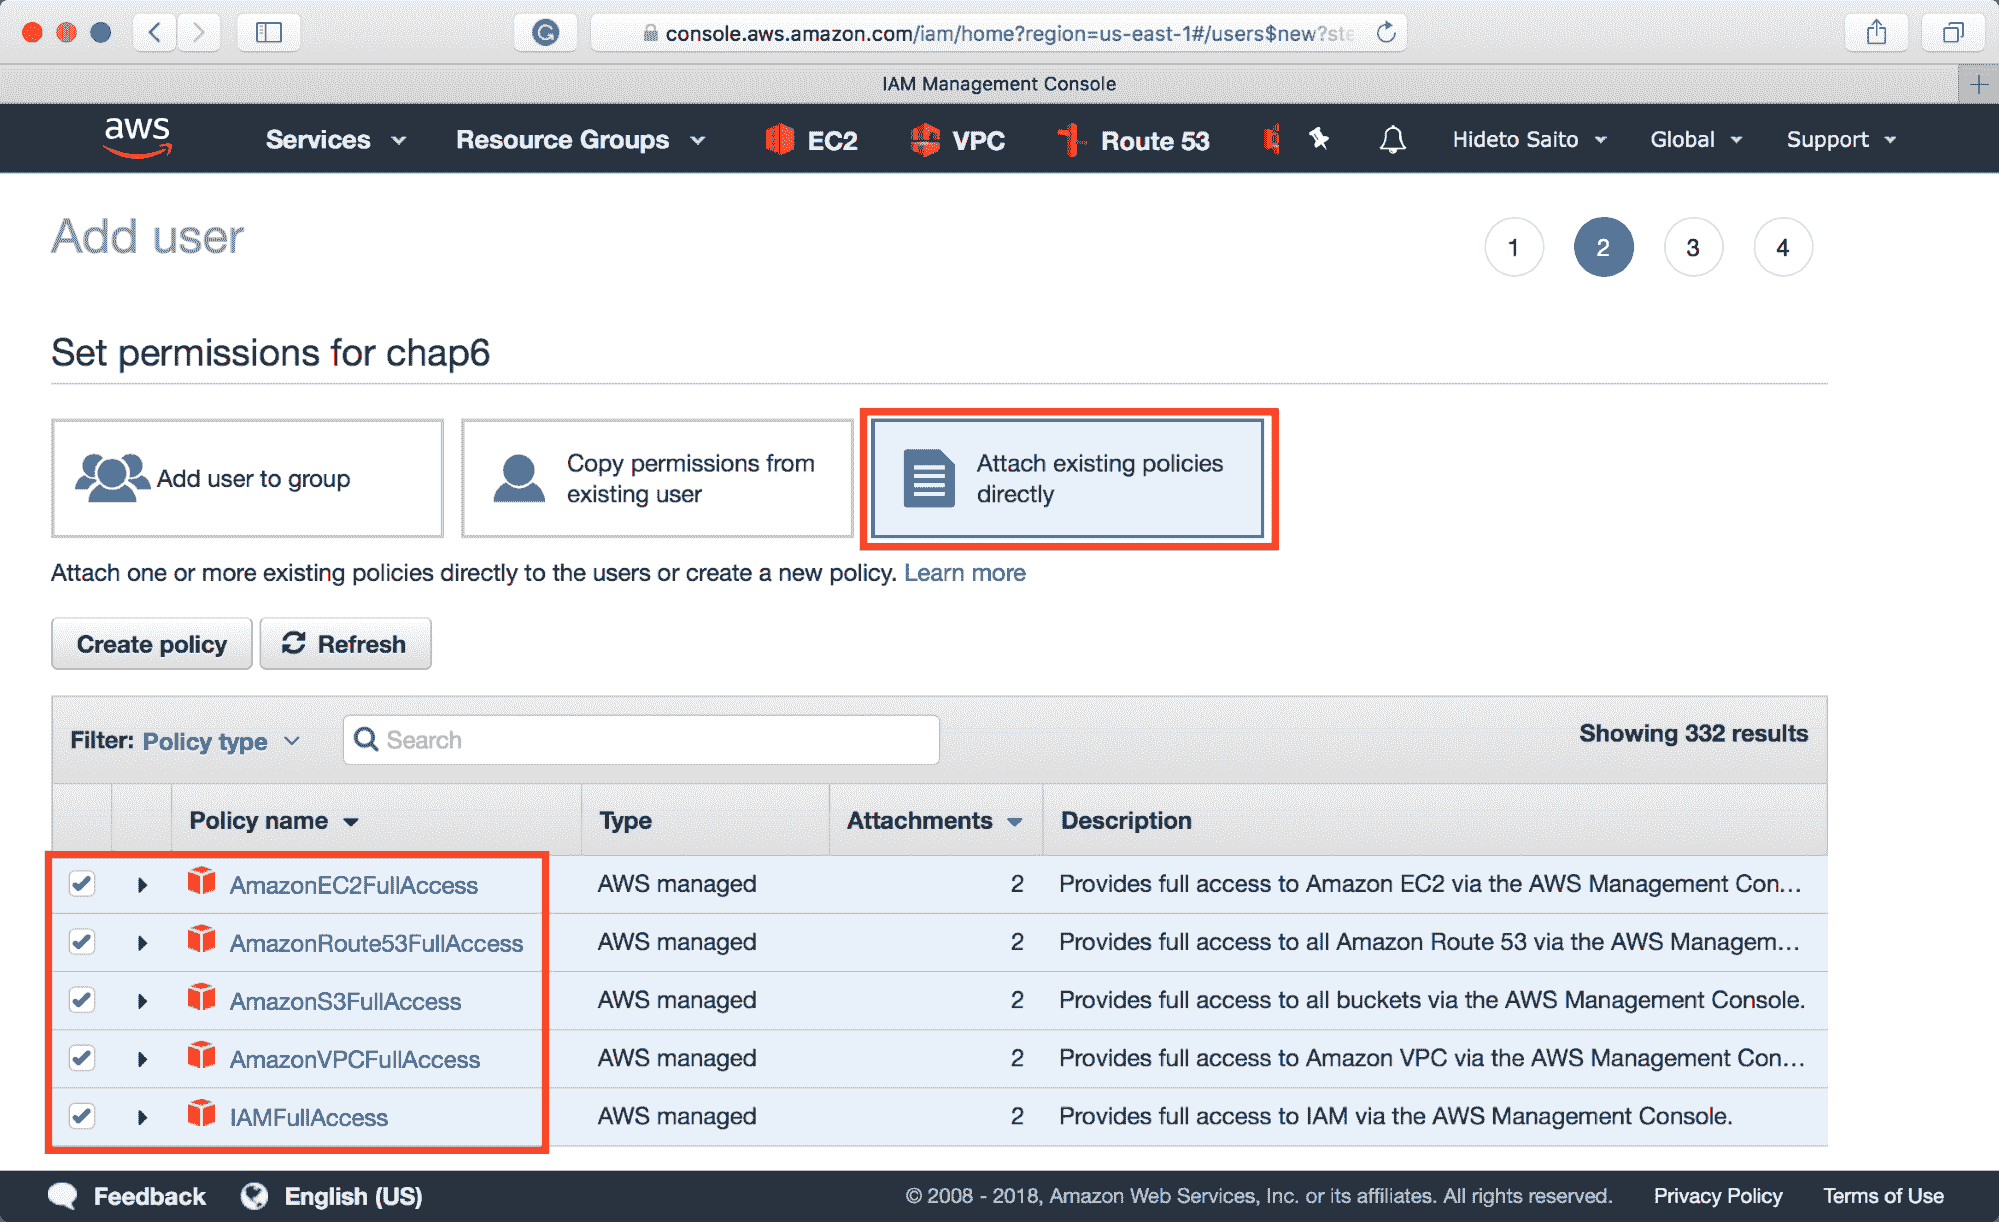 console.aws.amazon.com/iam/home?region=us-east-1#/users$new?ste
IAM Management Console
aws Services Resource Groups EC2 VPC Route 53 Hideto Saito Global Support
Add user
1 2 3 4
Set permissions for chap6
Add user to group
Copy permissions from
existing user
Attach existing policies
directly
Attach one or more existing policies directly to the users or create a new policy. Learn more
Create policy Refresh
Filter: Policy type Search Showing 332 results
Policy name Type Attachments Description
AmazonEC2FullAccess AWS managed 2 Provides full access to Amazon EC2 via the AWS Management Con...
AmazonRoute53FullAccess AWS managed 2 Provides full access to all Amazon Route 53 via the AWS Managem...
AmazonS3FullAccess AWS managed 2 Provides full access to all buckets via the AWS Management Console.
AmazonVPCFullAccess AWS managed 2 Provides full access to Amazon VPC via the AWS Management Con...
IAMFullAccess AWS managed 2 Provides full access to IAM via the AWS Management Console.
Feedback English (US) © 2008 - 2018, Amazon Web Services, Inc. or its affiliates. All rights reserved. Privacy Policy Terms of Use